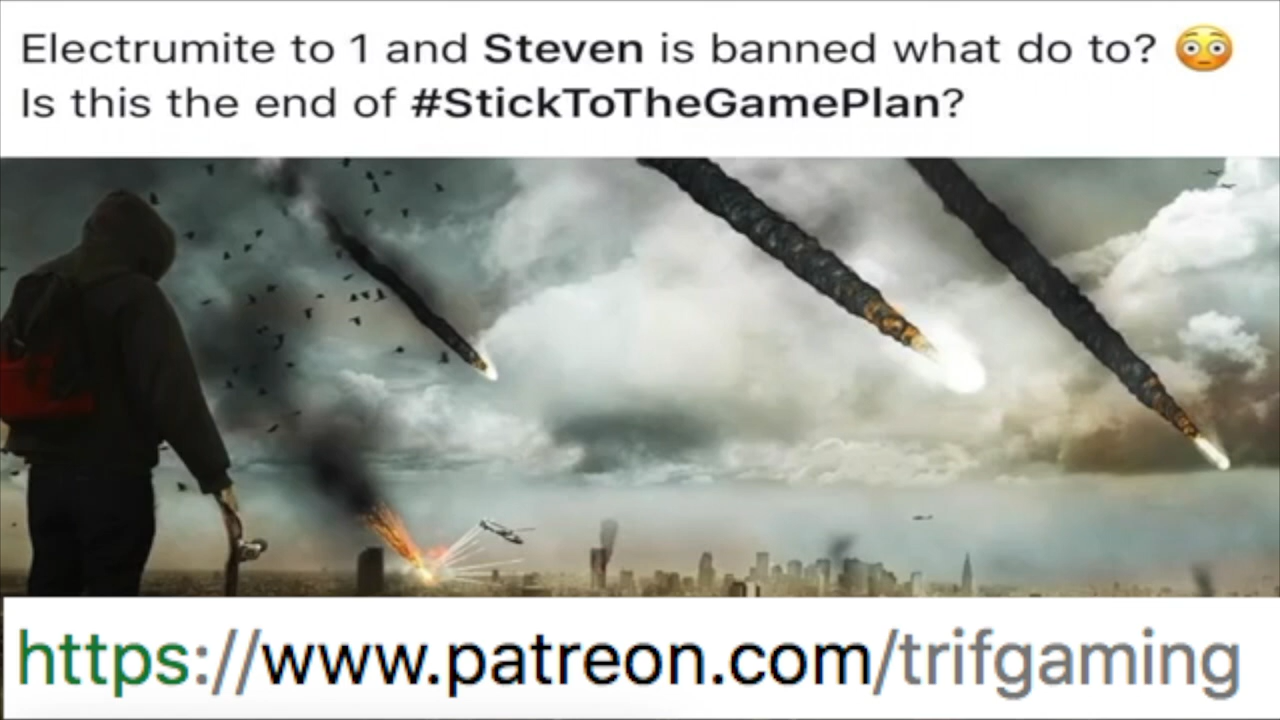 Electrumite to 1 and Steven is banned what do to? 😳
Is this the end of #StickToTheGamePlan?
https://www.patreon.com/trifgaming